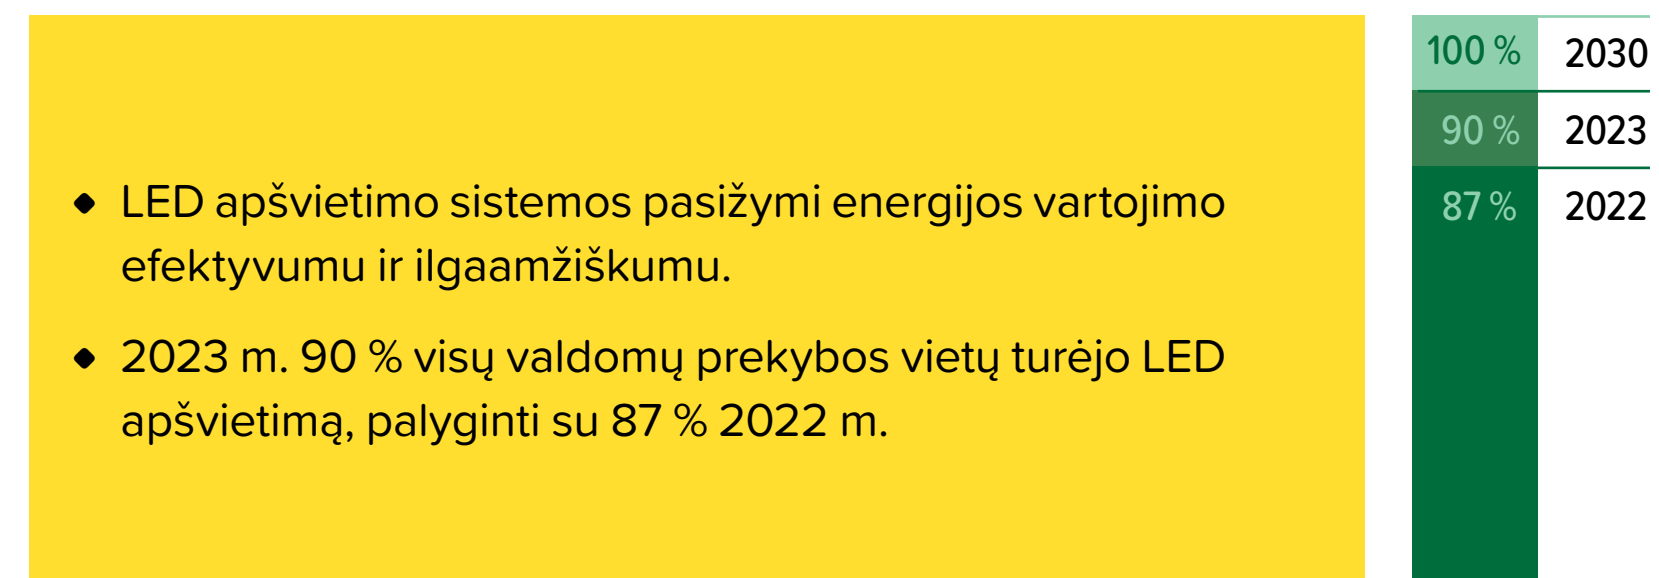 • LED apšvietimo sistemos pasižymi energijos vartojimo
efektyvumu ir ilgaamžiškumu.
• 2023 m. 90 % visų valdomų prekybos vietų turėjo LED
apšvietimą, palyginti su 87 % 2022 m.
100 % 2030
90 % 2023
87 % 2022